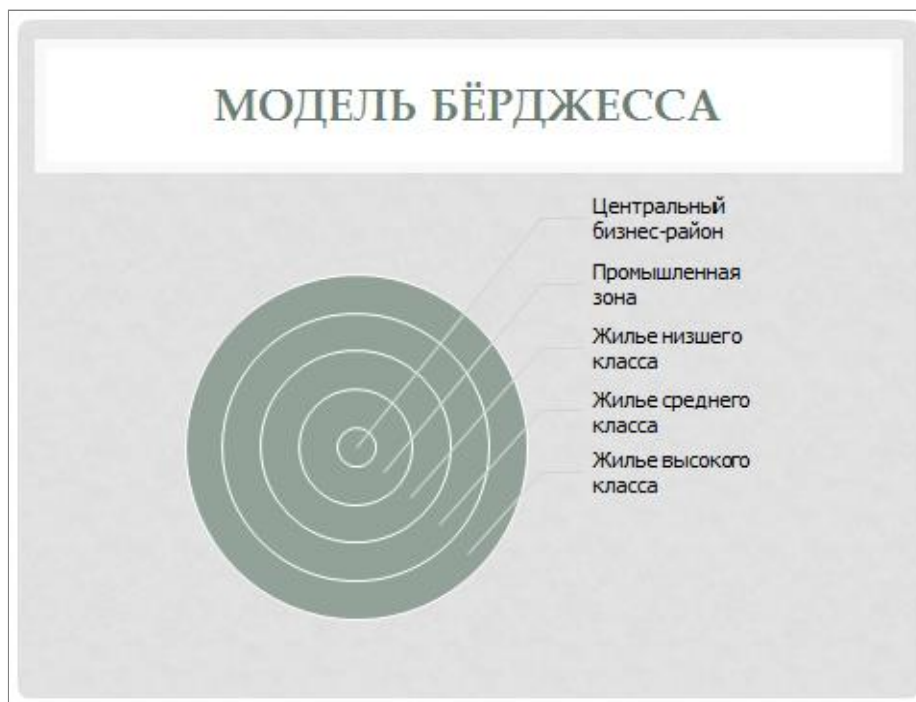 МОДЕЛЬ БЁРДЖЕССА
Центральный
бизнес-район
Промышленная
зона
Жилье низшего
класса
Жилье среднего
класса
Жилье высокого
класса